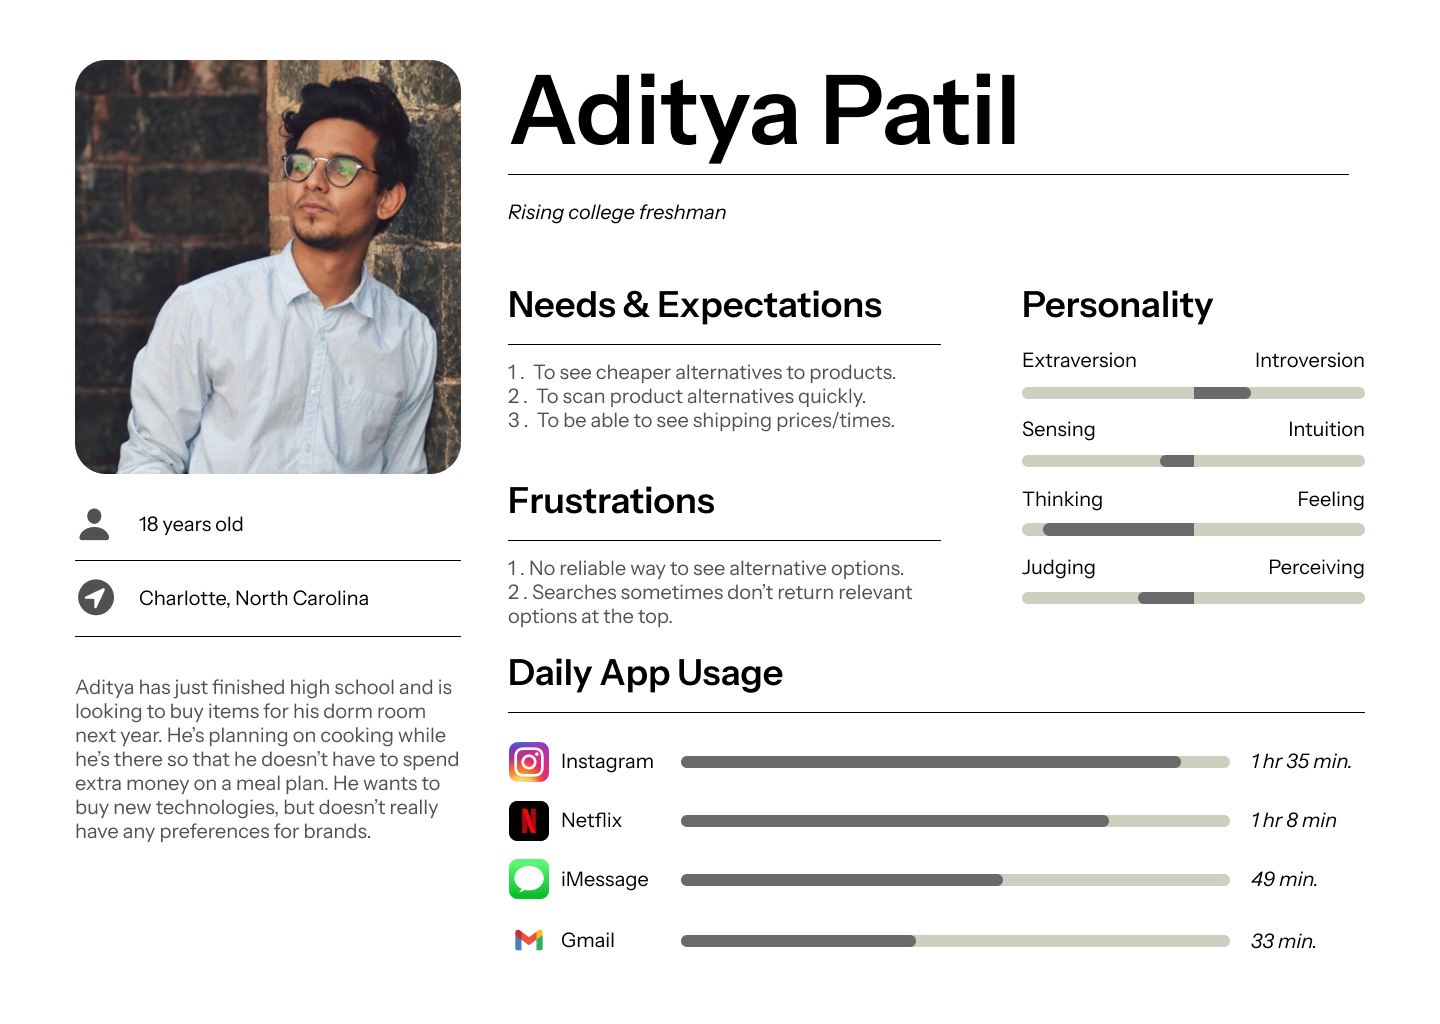 Aditya Patil
Rising college freshman
18 years old
Charlotte, North Carolina
Aditya has just finished high school and is
looking to buy items for his dorm room
next year. He’s planning on cooking while
he’s there so that he doesn’t have to spend
extra money on a meal plan. He wants to
buy new technologies, but doesn’t really
have any preferences for brands.
Needs & Expectations
1. To see cheaper alternatives to products.
2. To scan product alternatives quickly.
3. To be able to see shipping prices/times.
Frustrations
1. No reliable way to see alternative options.
2. Searches sometimes don’t return relevant
options at the top.
Personality
Extraversion Introversion
Sensing Intuition
Thinking Feeling
Judging Perceiving
Daily App Usage
Instagram 1 hr 35 min.
Netflix 1 hr 8 min
iMessage 49 min.
Gmail 33 min.